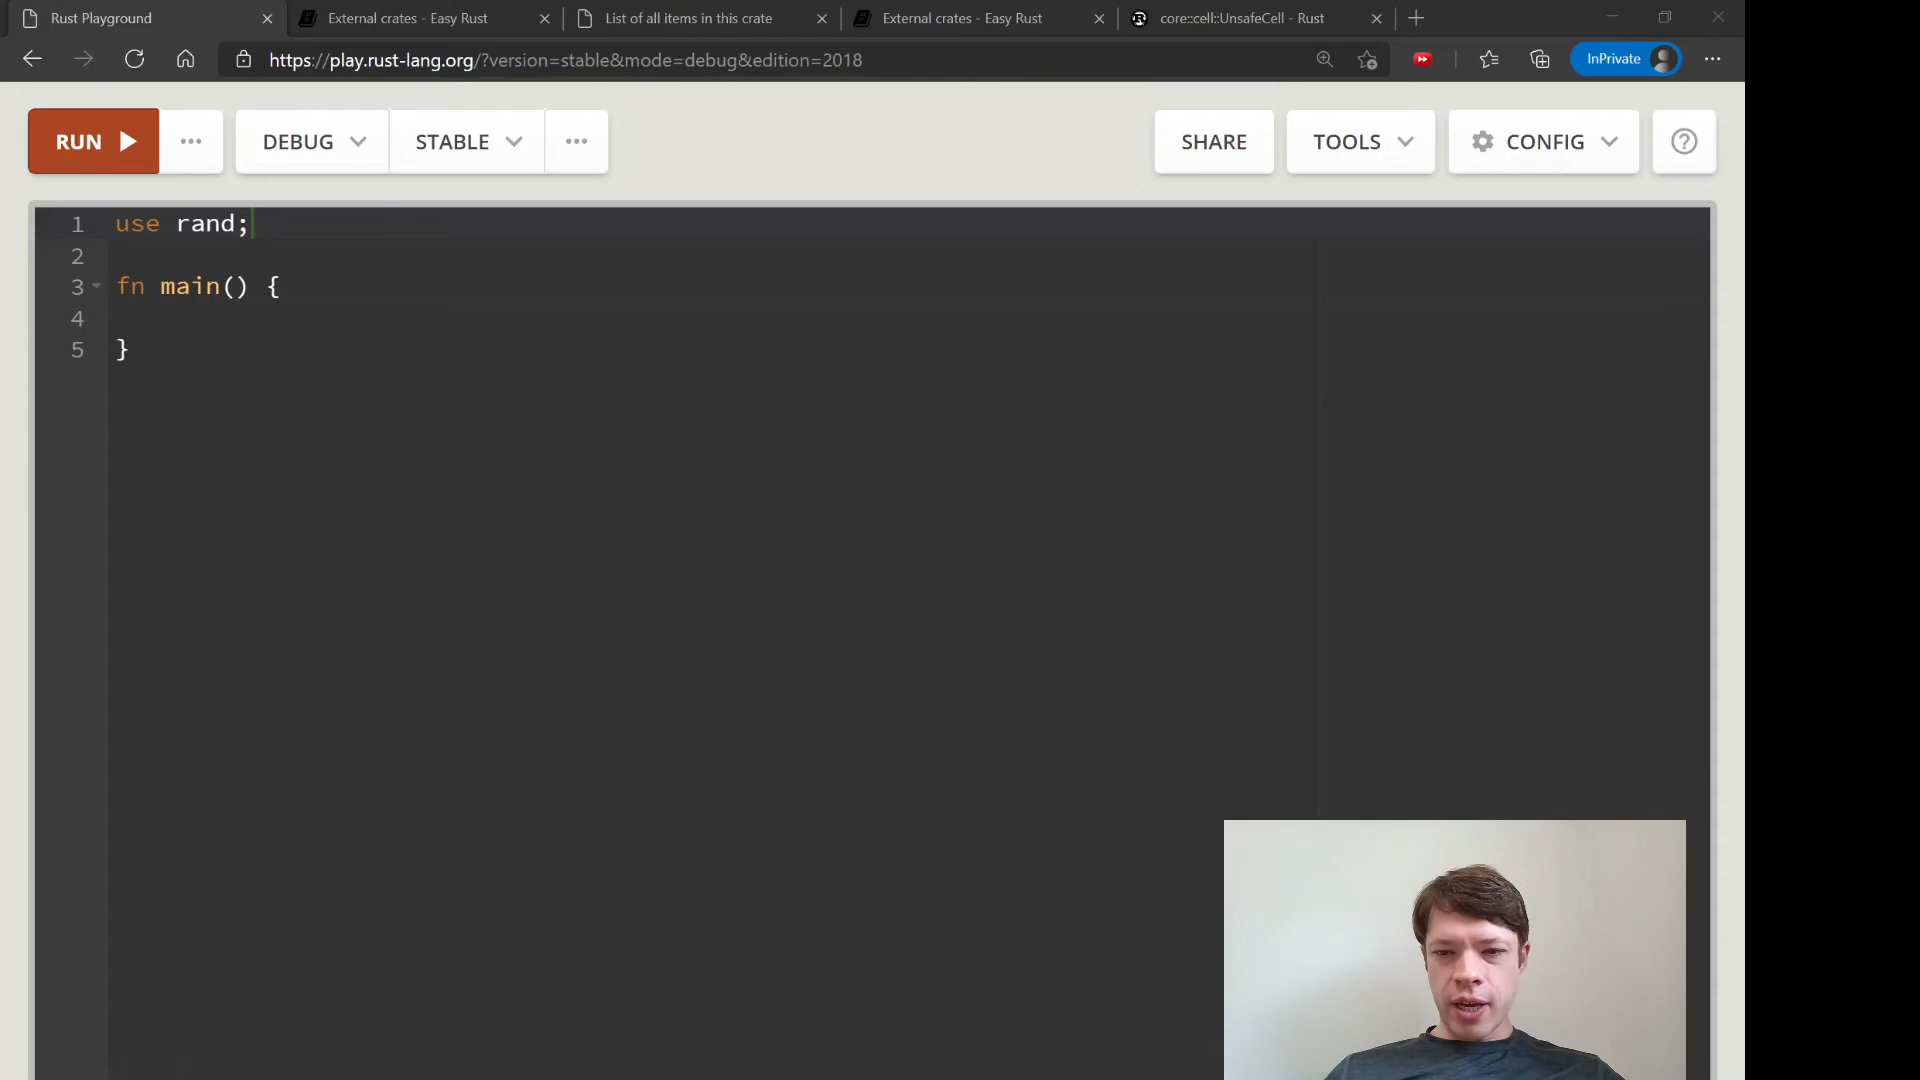 Rust Playground
External crates - Easy Rust
List of all items in this crate
External crates - Easy Rust
core::cell::UnsafeCell - Rust
https://play.rust-lang.org/?version=stable&mode=debug&edition=2018
InPrivate
RUN
DEBUG
STABLE
SHARE
TOOLS
CONFIG
1 use rand;
2
3 fn main() {
4
5 }